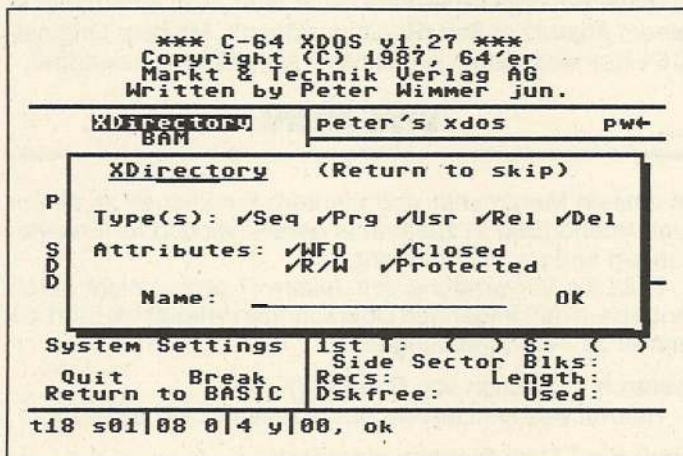 *** C-64 XDOS v1.27 ***
Copyright (C) 1987, 64'er
Markt & Technik Verlag AG
Written by Peter Wimmer jun.
XDirectory peter's xdos pw←
BAM
XDirectory (Return to skip)
P
Type(s): ✓Seq ✓Prg ✓Usr ✓Rel ✓Del
S Attributes: ✓WFO ✓Closed
D ✓R/W ✓Protected
D
Name: OK
System Settings 1st T: ( ) S: ( )
Side Sector Blks:
Quit Break Recs: Length:
Return to BASIC Dskfree: Used:
t18 s01|08 0|4 y|00, ok